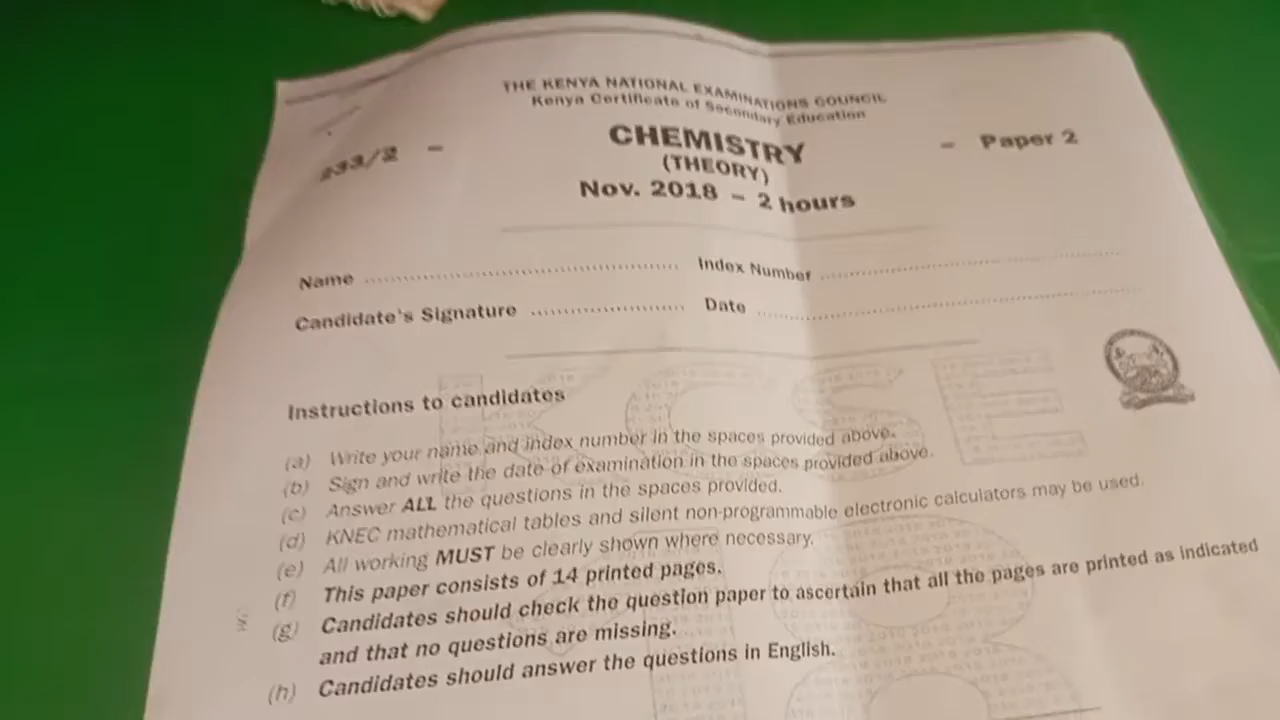 THE KENYA NATIONAL EXAMINATIONS COUNCIL
Kenya Certificate of Secondary Education
233/2 – CHEMISTRY – Paper 2
(THEORY)
Nov. 2018 – 2 hours
Name ........................ Index Number ........................
Candidate's Signature ........................ Date ........................
Instructions to candidates
(a) Write your name and index number in the spaces provided above.
(b) Sign and write the date of examination in the spaces provided above.
(c) Answer ALL the questions in the spaces provided.
(d) KNEC mathematical tables and silent non-programmable electronic calculators may be used.
(e) All working MUST be clearly shown where necessary.
(f) This paper consists of 14 printed pages.
(g) Candidates should check the question paper to ascertain that all the pages are printed as indicated
and that no questions are missing.
(h) Candidates should answer the questions in English.
KCSE